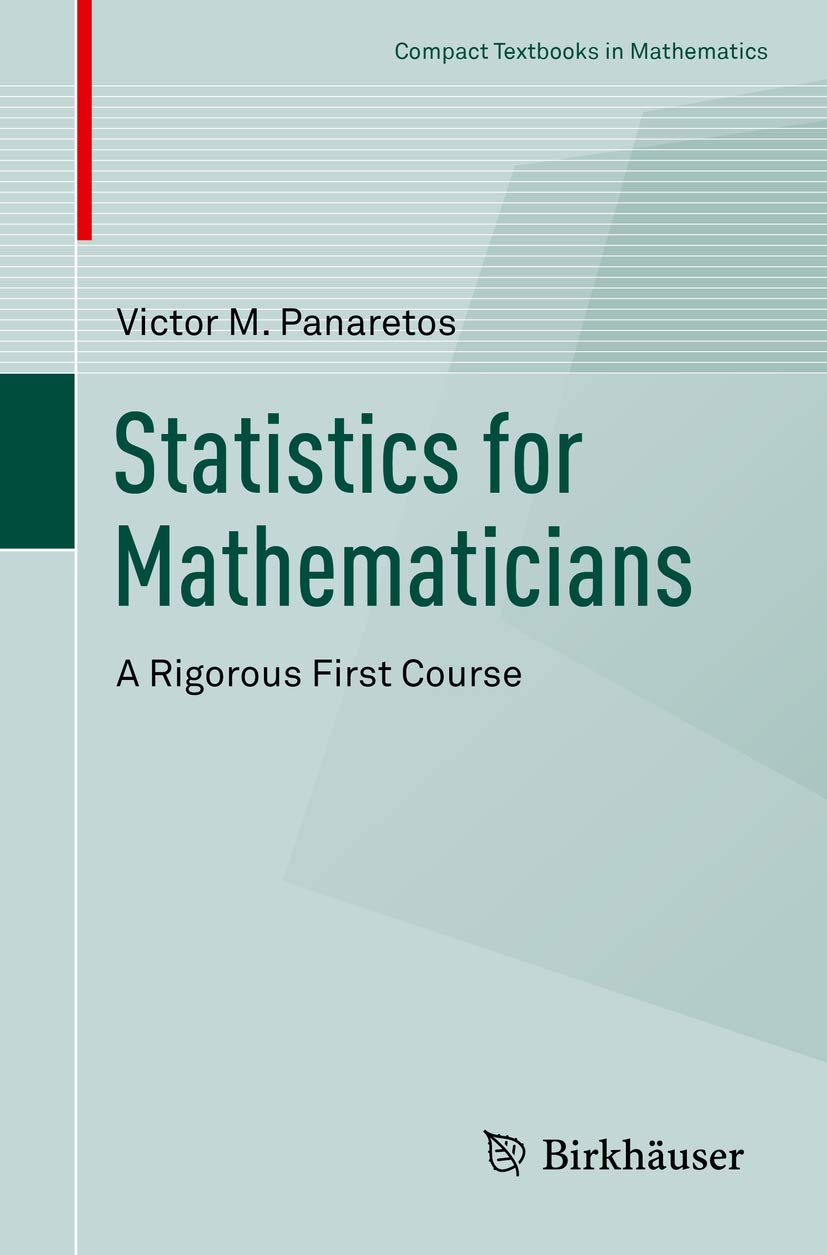 Compact Textbooks in Mathematics
Victor M. Panaretos
Statistics for
Mathematicians
A Rigorous First Course
Birkhäuser